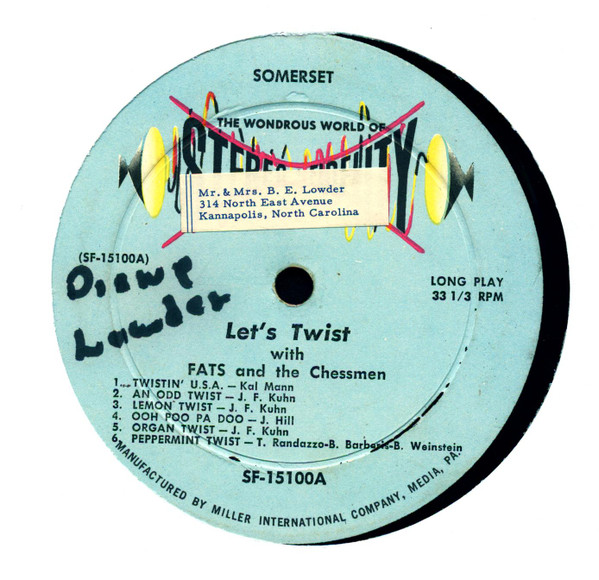 SOMERSET
THE WONDROUS WORLD OF
Mr. & Mrs. B. E. Lowder
314 North East Avenue
Kannapolis, North Carolina
(SF-15100A)
Diane
Lowder
LONG PLAY
33 1/3 RPM
Let's Twist
with
FATS and the Chessmen
1. TWISTIN' U.S.A. — Kal Mann
2. AN ODD TWIST — J. F. Kuhn
3. LEMON TWIST — J. F. Kuhn
4. OOH POO PA DOO — J. Hill
5. ORGAN TWIST — J. F. Kuhn
6 PEPPERMINT TWIST — T. Randazzo-B. Barberis-B. Weinstein
SF-15100A
MANUFACTURED BY MILLER INTERNATIONAL COMPANY, MEDIA, PA.